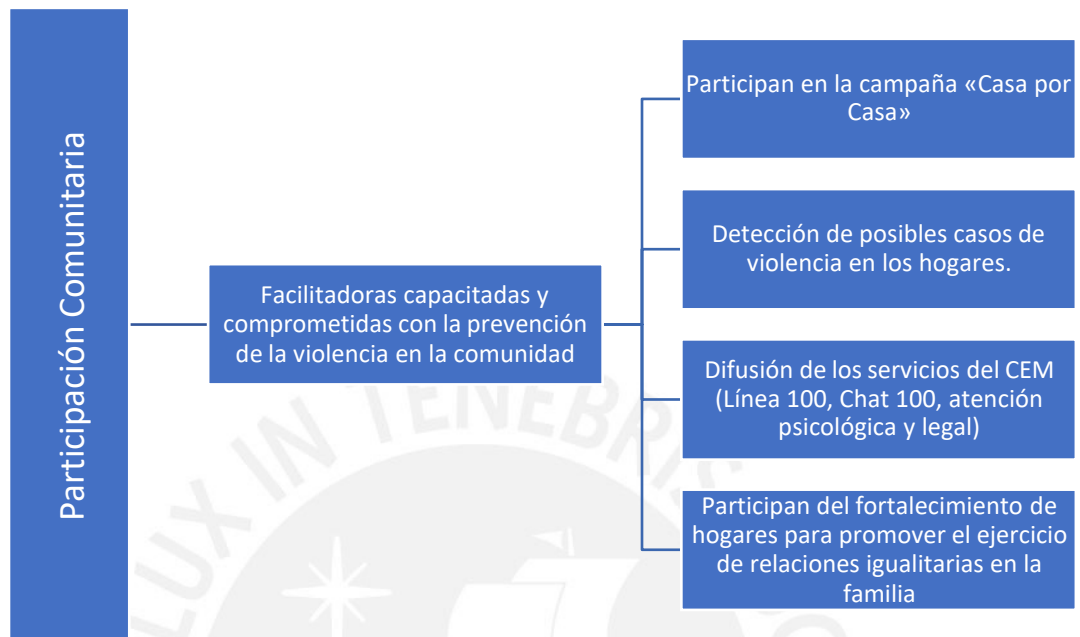 Participación Comunitaria
Facilitadoras capacitadas y
comprometidas con la prevención
de la violencia en la comunidad
Participan en la campaña «Casa por
Casa»
Detección de posibles casos de
violencia en los hogares.
Difusión de los servicios del CEM
(Línea 100, Chat 100, atención
psicológica y legal)
Participan del fortalecimiento de
hogares para promover el ejercicio
de relaciones igualitarias en la
familia
LUX IN TENEBRIS